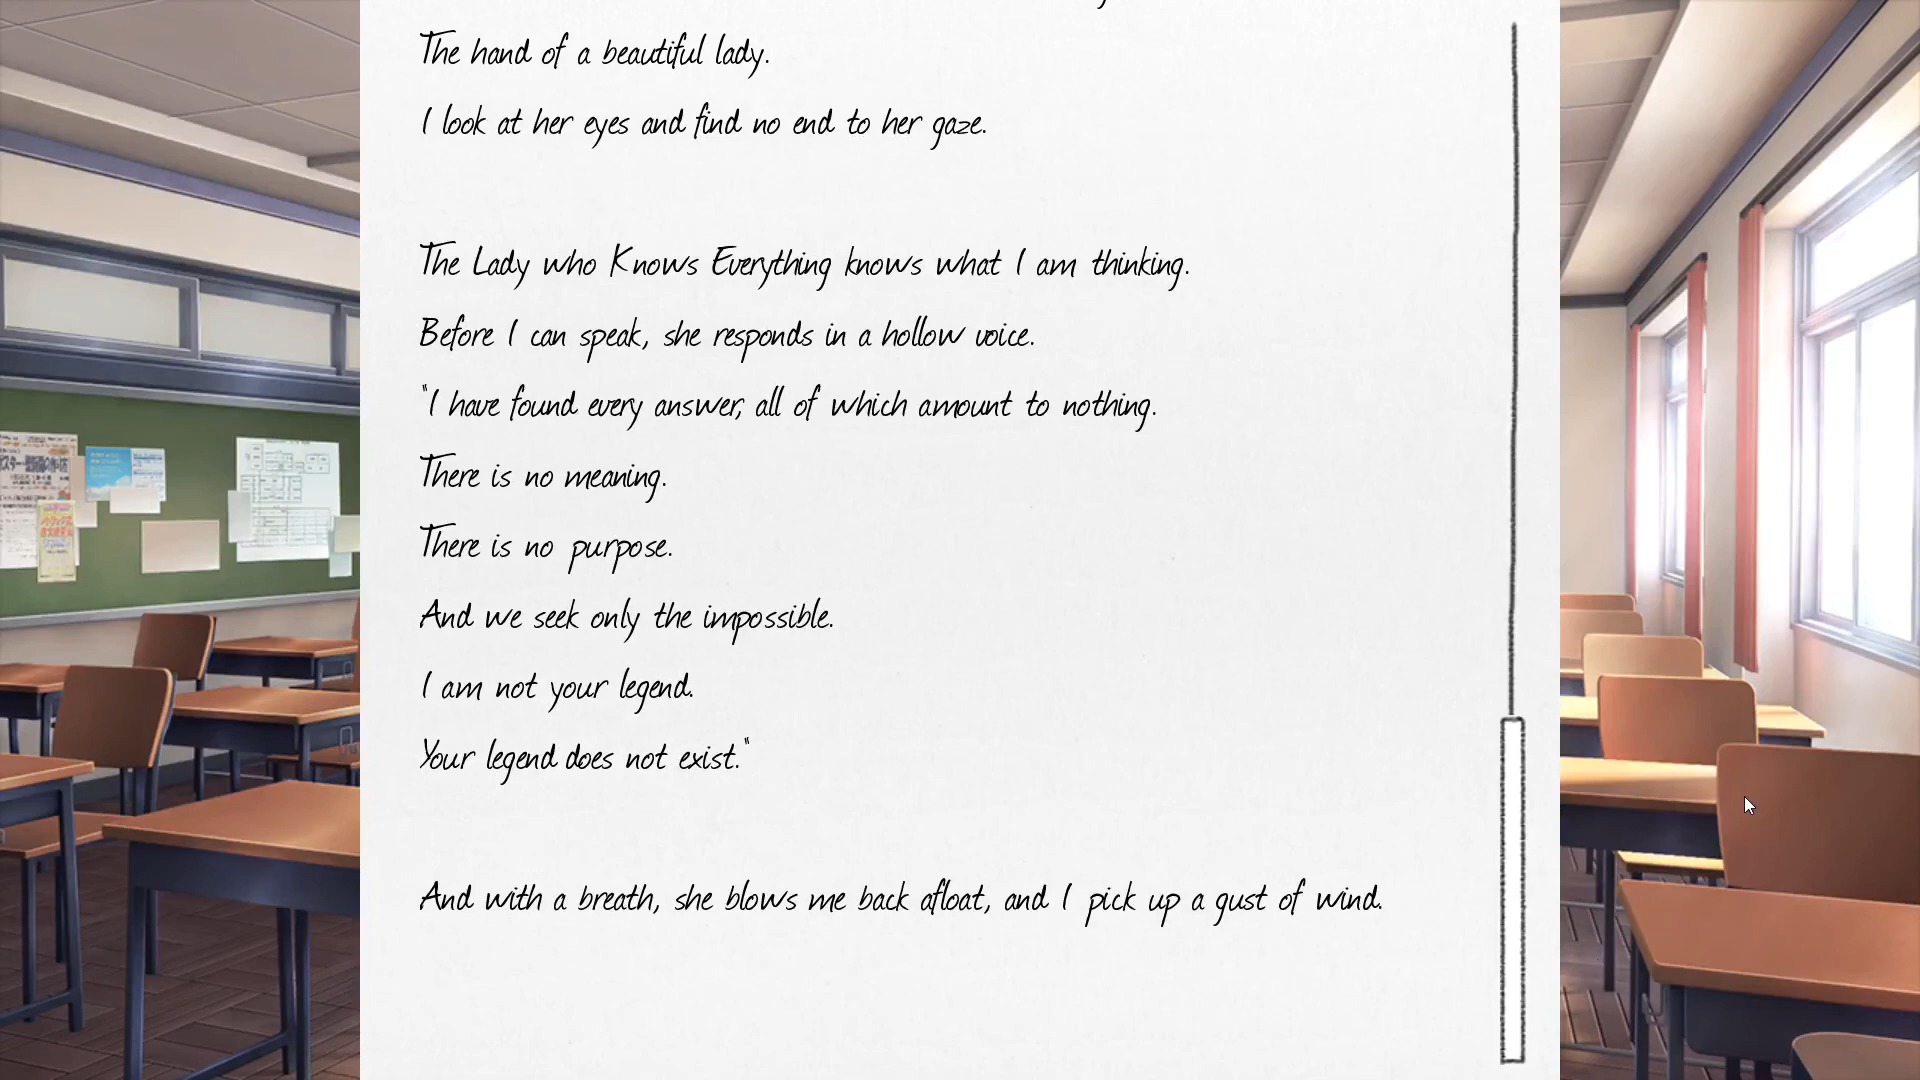 The hand of a beautiful lady.
I look at her eyes and find no end to her gaze.
The Lady who Knows Everything knows what I am thinking.
Before I can speak, she responds in a hollow voice.
"I have found every answer, all of which amount to nothing.
There is no meaning.
There is no purpose.
And we seek only the impossible.
I am not your legend.
Your legend does not exist."
And with a breath, she blows me back afloat, and I pick up a gust of wind.